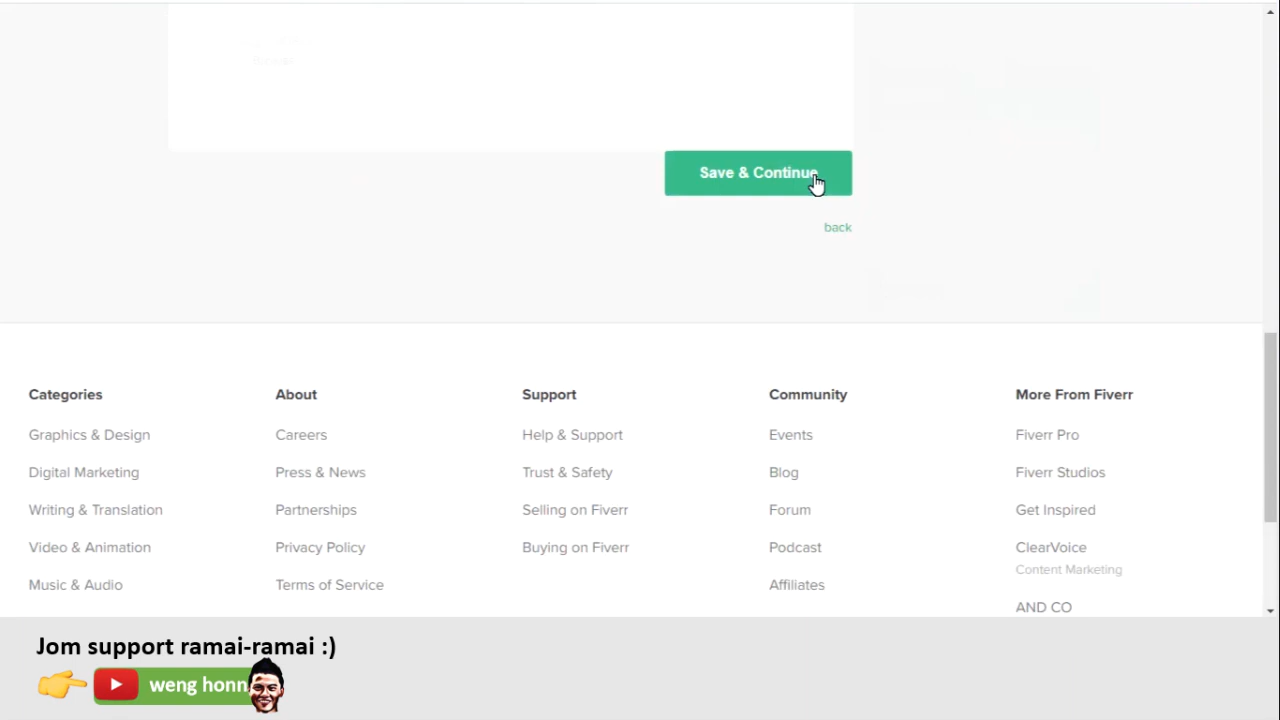 Save & Continue
back
Categories
Graphics & Design
Digital Marketing
Writing & Translation
Video & Animation
Music & Audio
About
Careers
Press & News
Partnerships
Privacy Policy
Terms of Service
Support
Help & Support
Trust & Safety
Selling on Fiverr
Buying on Fiverr
Community
Events
Blog
Forum
Podcast
Affiliates
More From Fiverr
Fiverr Pro
Fiverr Studios
Get Inspired
ClearVoice
Content Marketing
AND CO
Jom support ramai-ramai :)
weng honn